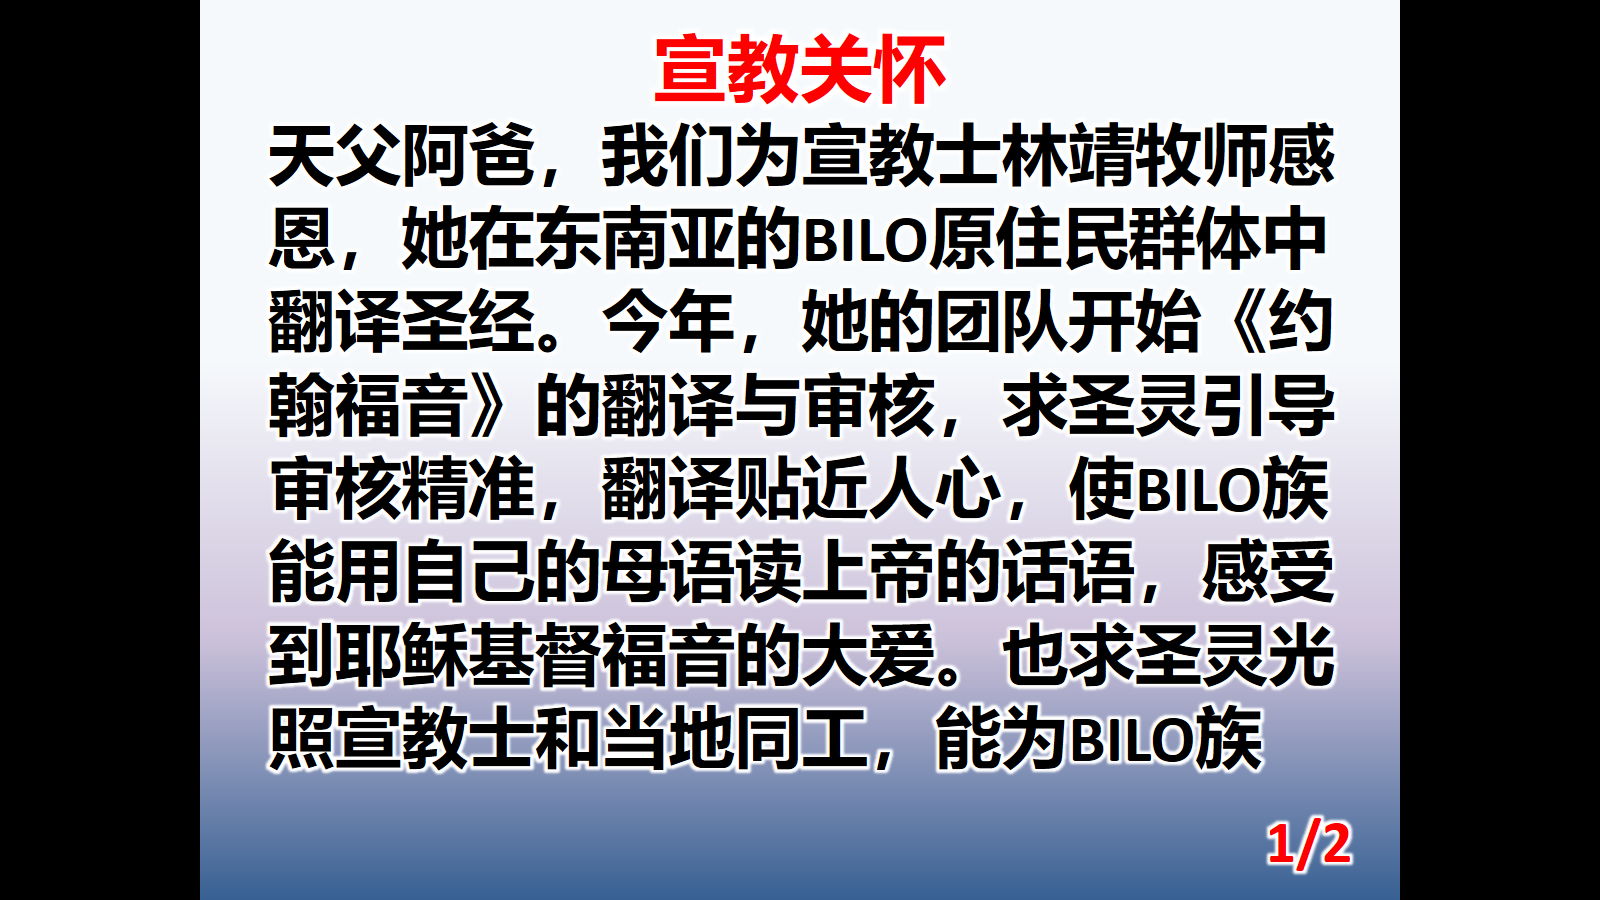 宣教关怀
天父阿爸，我们为宣教士林靖牧师感
恩，她在东南亚的BILO原住民群体中
翻译圣经。今年，她的团队开始《约
翰福音》的翻译与审核，求圣灵引导
审核精准，翻译贴近人心，使BILO族
能用自己的母语读上帝的话语，感受
到耶稣基督福音的大爱。也求圣灵光
照宣教士和当地同工，能为BILO族
1/2